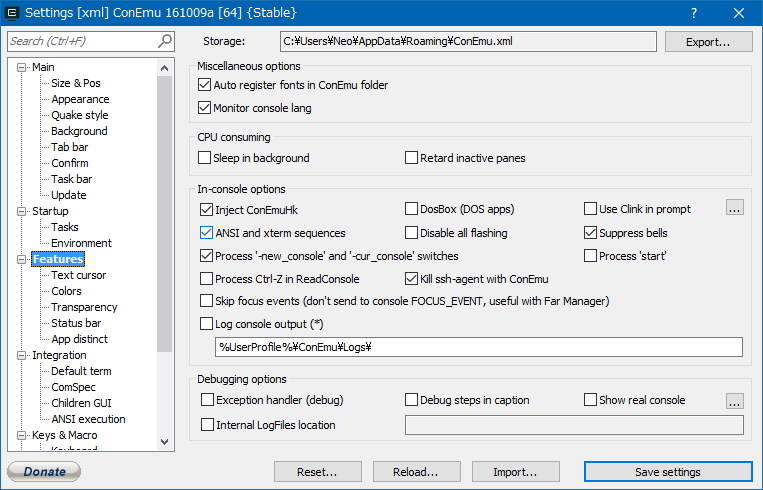 Settings [xml] ConEmu 161009a [64] {Stable}
?
Search (Ctrl+F)
Storage:
C:¥Users¥Neo¥AppData¥Roaming¥ConEmu.xml
Export...
Main
Size & Pos
Appearance
Quake style
Background
Tab bar
Confirm
Task bar
Update
Startup
Tasks
Environment
Features
Text cursor
Colors
Transparency
Status bar
App distinct
Integration
Default term
ComSpec
Children GUI
ANSI execution
Keys & Macro
Keyboard
Miscellaneous options
Auto register fonts in ConEmu folder
Monitor console lang
CPU consuming
Sleep in background
Retard inactive panes
In-console options
Inject ConEmuHk
DosBox (DOS apps)
Use Clink in prompt
...
ANSI and xterm sequences
Disable all flashing
Suppress bells
Process '-new_console' and '-cur_console' switches
Process 'start'
Process Ctrl-Z in ReadConsole
Kill ssh-agent with ConEmu
Skip focus events (don't send to console FOCUS_EVENT, useful with Far Manager)
Log console output (*)
%UserProfile%¥ConEmu¥Logs¥
Debugging options
Exception handler (debug)
Debug steps in caption
Show real console
...
Internal LogFiles location
Donate
Reset...
Reload...
Import...
Save settings